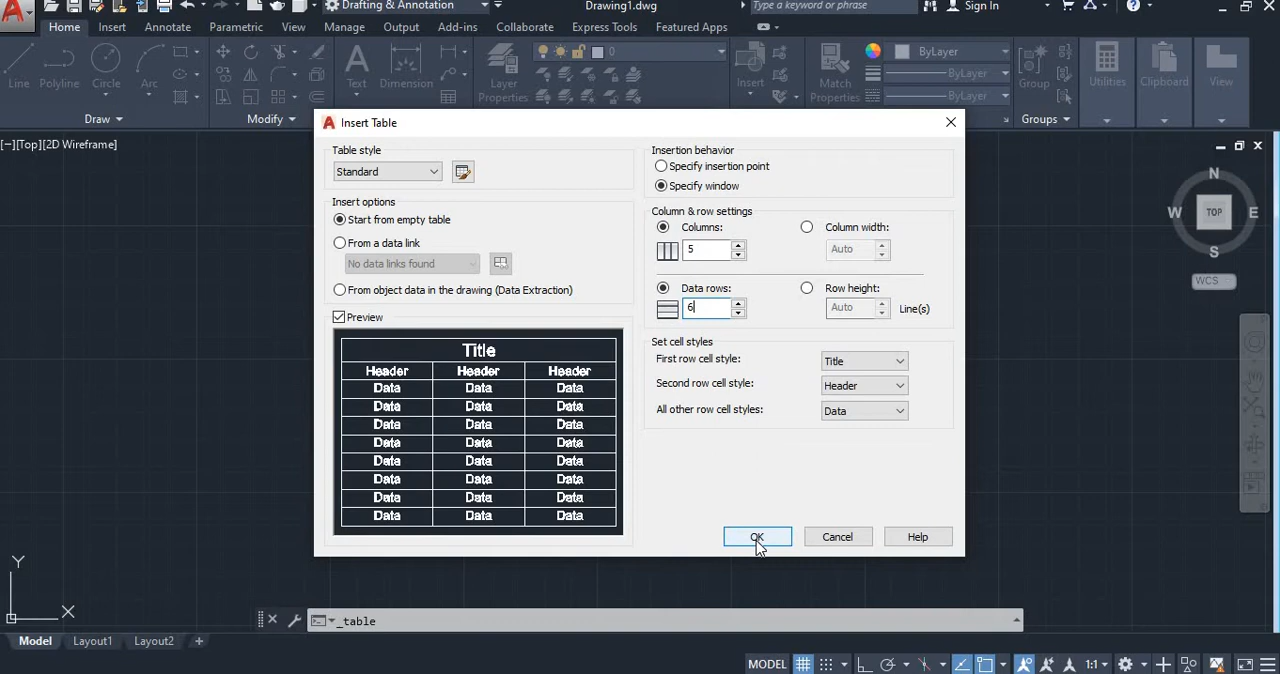 Drafting & Annotation
Drawing1.dwg
Type a keyword or phrase
Sign In
Home Insert Annotate Parametric View Manage Output Add-ins Collaborate Express Tools Featured Apps
Line Polyline Circle Arc
Text Dimension
Layer Properties
0
Insert
Match Properties
ByLayer
ByLayer
ByLayer
Group
Utilities
Clipboard
View
Draw Modify Groups
[−][Top][2D Wireframe]
N
W TOP E
S
WCS
Insert Table
Table style
Standard
Insert options
Start from empty table
From a data link
No data links found
From object data in the drawing (Data Extraction)
Preview
Title
Header Header Header
Data Data Data
Data Data Data
Data Data Data
Data Data Data
Data Data Data
Data Data Data
Data Data Data
Data Data Data
Insertion behavior
Specify insertion point
Specify window
Column & row settings
Columns: Column width:
5 Auto
Data rows: Row height:
6 Auto Line(s)
Set cell styles
First row cell style: Title
Second row cell style: Header
All other row cell styles: Data
OK Cancel Help
Y
X
_table
Model Layout1 Layout2 +
MODEL 1:1